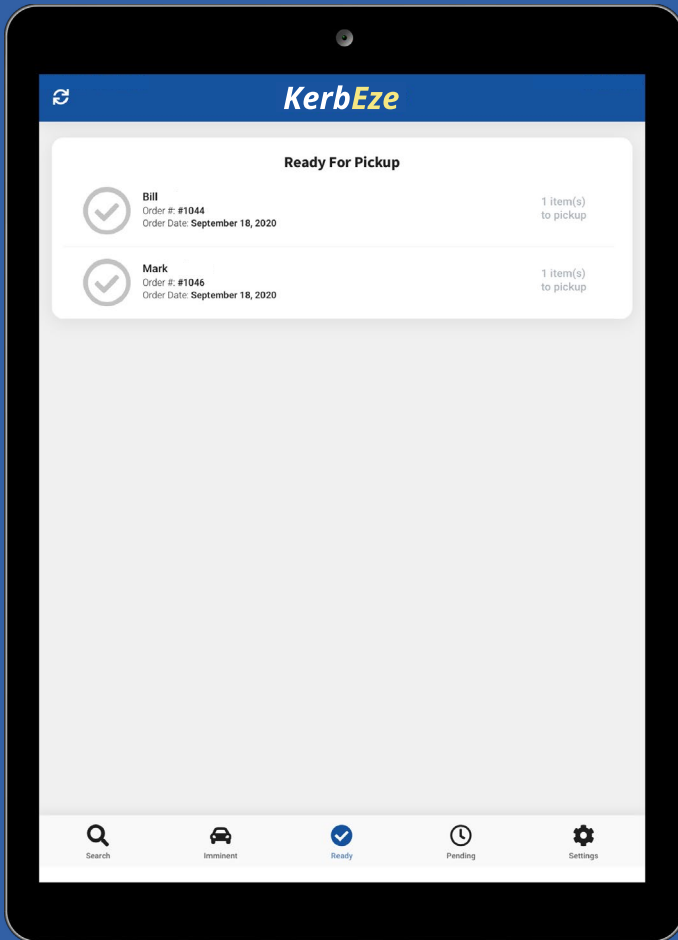 KerbEze
Ready For Pickup
Bill
Order #: #1044
Order Date: September 18, 2020
1 item(s)
to pickup
Mark
Order #: #1046
Order Date: September 18, 2020
1 item(s)
to pickup
Search
Imminent
Ready
Pending
Settings